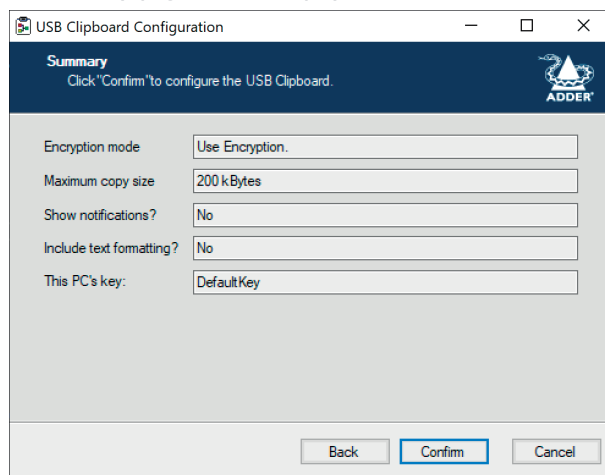 USB Clipboard Configuration
Summary
Click "Confirm"to configure the USB Clipboard.
ADDER®
Encryption mode Use Encryption.
Maximum copy size 200 kBytes
Show notifications? No
Include text formatting? No
This PC's key: DefaultKey
Back Confirm Cancel